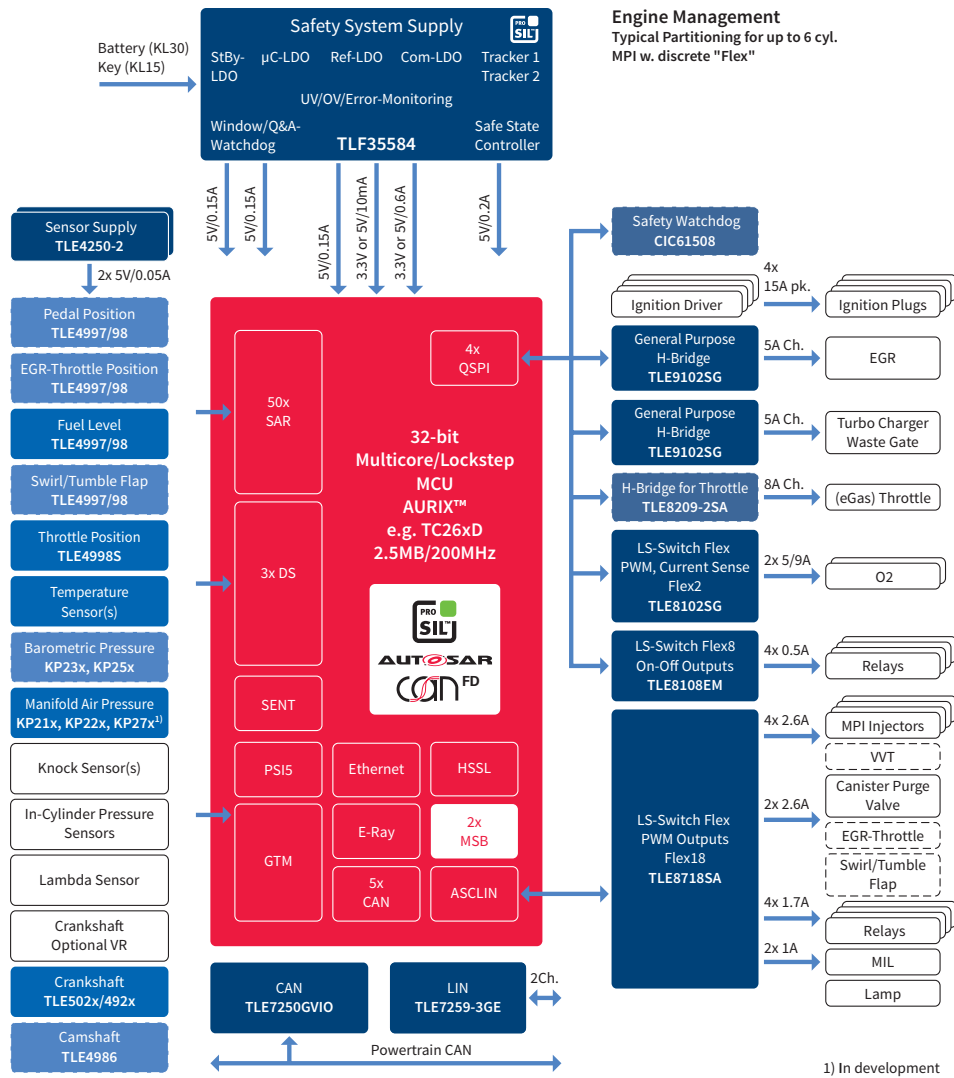 Engine Management
Typical Partitioning for up to 6 cyl.
MPI w. discrete "Flex"
Battery (KL30)
Key (KL15)
Safety System Supply
PRO
SIL™
StBy-
LDO
µC-LDO
Ref-LDO
Com-LDO
Tracker 1
Tracker 2
UV/OV/Error-Monitoring
Window/Q&A-
Watchdog
TLF35584
Safe State
Controller
5V/0.15A
5V/0.15A
5V/0.15A
3.3V or 5V/10mA
3.3V or 5V/0.6A
5V/0.2A
Sensor Supply
TLE4250-2
2x 5V/0.05A
Pedal Position
TLE4997/98
EGR-Throttle Position
TLE4997/98
Fuel Level
TLE4997/98
Swirl/Tumble Flap
TLE4997/98
Throttle Position
TLE4998S
Temperature
Sensor(s)
Barometric Pressure
KP23x, KP25x
Manifold Air Pressure
KP21x, KP22x, KP27x1)
Knock Sensor(s)
In-Cylinder Pressure
Sensors
Lambda Sensor
Crankshaft
Optional VR
Crankshaft
TLE502x/492x
Camshaft
TLE4986
50x
SAR
3x DS
SENT
PSI5
GTM
4x
QSPI
32-bit
Multicore/Lockstep
MCU
AURIX™
e.g. TC26xD
2.5MB/200MHz
PRO
SIL™
AUTOSAR
CAN FD
Ethernet
HSSL
E-Ray
2x
MSB
5x
CAN
ASCLIN
CAN
TLE7250GVIO
LIN
TLE7259-3GE
2Ch.
Powertrain CAN
Safety Watchdog
CIC61508
Ignition Driver
4x
15A pk.
Ignition Plugs
General Purpose
H-Bridge
TLE9102SG
5A Ch.
EGR
General Purpose
H-Bridge
TLE9102SG
5A Ch.
Turbo Charger
Waste Gate
H-Bridge for Throttle
TLE8209-2SA
8A Ch.
(eGas) Throttle
LS-Switch Flex
PWM, Current Sense
Flex2
TLE8102SG
2x 5/9A
O2
LS-Switch Flex8
On-Off Outputs
TLE8108EM
4x 0.5A
Relays
LS-Switch Flex
PWM Outputs
Flex18
TLE8718SA
4x 2.6A
MPI Injectors
VVT
2x 2.6A
Canister Purge
Valve
EGR-Throttle
Swirl/Tumble
Flap
4x 1.7A
Relays
2x 1A
MIL
Lamp
1) In development